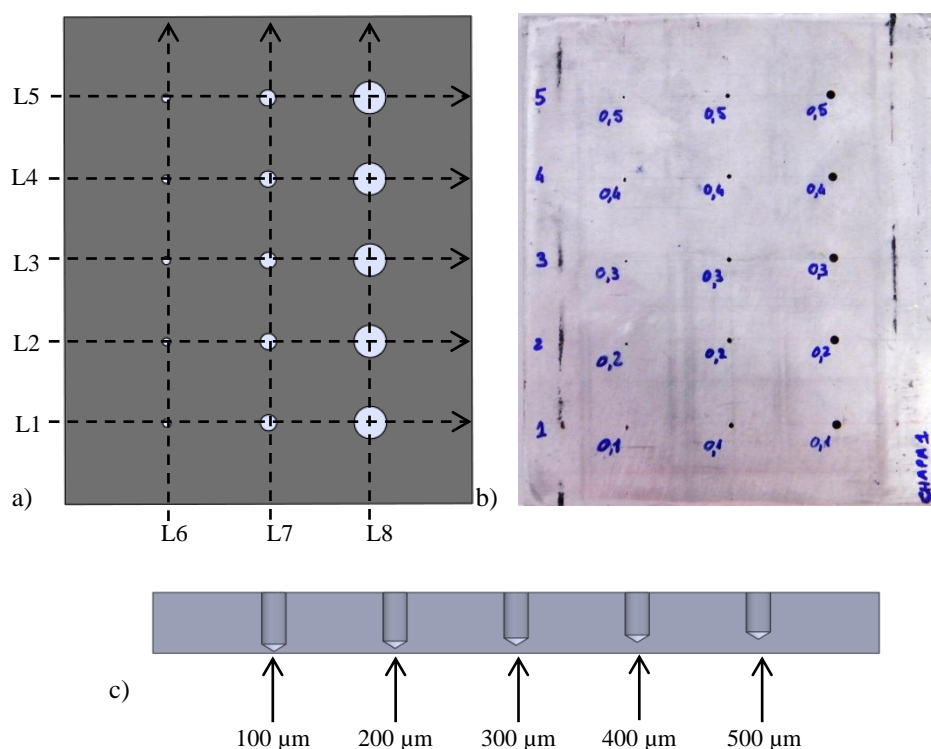 L5
L4
L3
L2
L1
a)
L6 L7 L8
5
0,5 0,5 0,5
4
0,4 0,4 0,4
3
0,3 0,3 0,3
2
0,2 0,2 0,2
1
0,1 0,1 0,1
CHAPA 1
b)
c)
100 µm 200 µm 300 µm 400 µm 500 µm